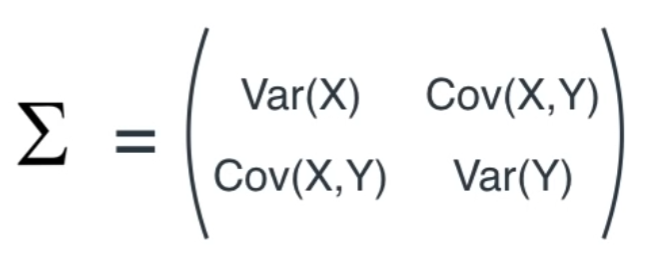 Σ = 
Var(X) Cov(X,Y)
Cov(X,Y) Var(Y)